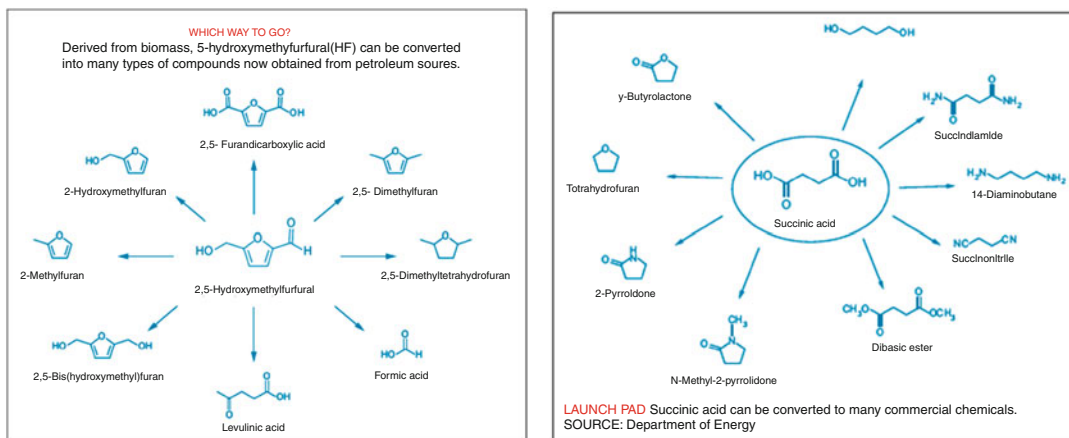 WHICH WAY TO GO?
Derived from biomass, 5-hydroxymethyfurfural(HF) can be converted
into many types of compounds now obtained from petroleum soures.
O
O
HO
O
OH
2,5- Furandicarboxylic acid
HO
O
2-Hydroxymethylfuran
O
2,5- Dimethylfuran
O
2-Methylfuran
HO
O
O
H
2,5-Hydroxymethylfurfural
O
2,5-Dimethyltetrahydrofuran
HO
O
OH
2,5-Bis(hydroxymethyl)furan
O
HO
H
Formic acid
O
OH
O
Levulinic acid
HO
OH
O
O
y-Butyrolactone
H₂N
O
O
NH₂
Succlndlamlde
O
Totrahydrofuran
HO
O
O
OH
Succinic acid
H₂N
NH₂
14-Diaminobutane
O
H
N
2-Pyrroldone
NC
CN
Succlnonltrlle
CH₃
O
N
N-Methyl-2-pyrrolidone
CH₃O
O
O
OCH₃
Dibasic ester
LAUNCH PAD Succinic acid can be converted to many commercial chemicals.
SOURCE: Department of Energy